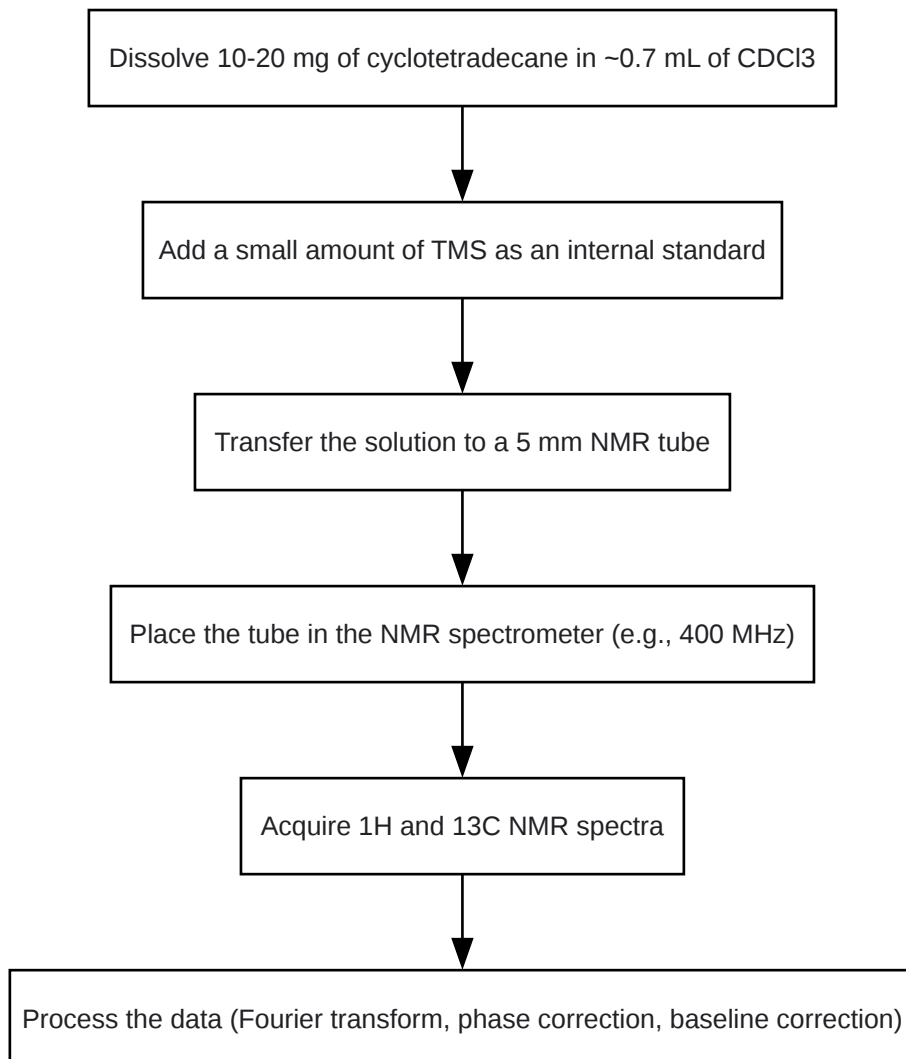 Dissolve 10-20 mg of cyclotetradecane in ~0.7 mL of CDCl3
Add a small amount of TMS as an internal standard
Transfer the solution to a 5 mm NMR tube
Place the tube in the NMR spectrometer (e.g., 400 MHz)
Acquire 1H and 13C NMR spectra
Process the data (Fourier transform, phase correction, baseline correction)